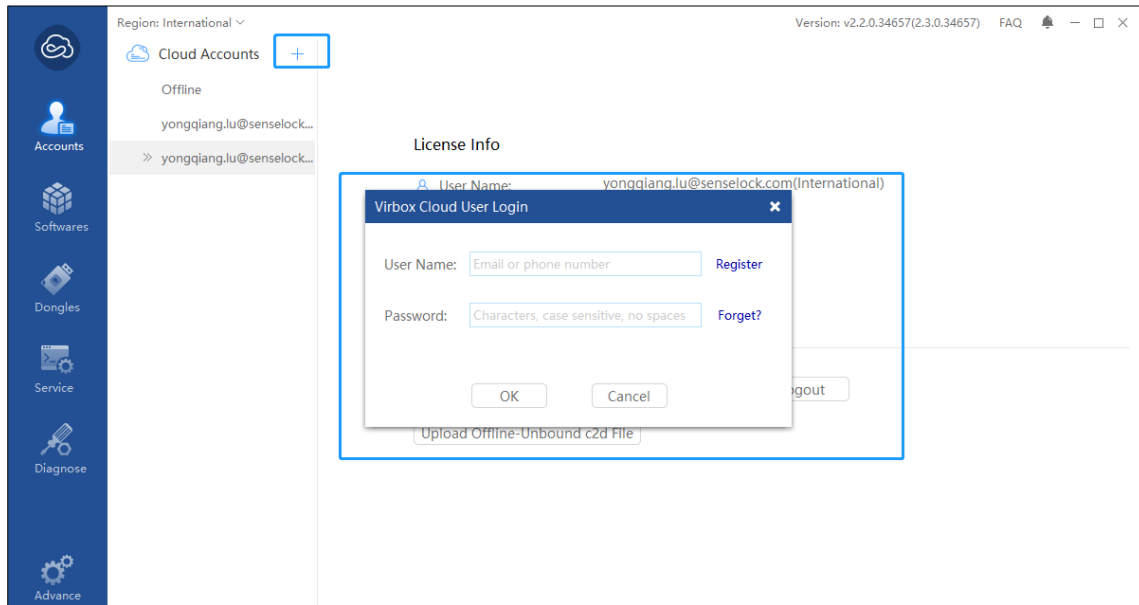 Region: International
Version: v2.2.0.34657(2.3.0.34657) FAQ
Cloud Accounts
Offline
yongqiang.lu@senselock...
yongqiang.lu@senselock...
Accounts
Softwares
Dongles
Service
Diagnose
Advance
License Info
User Name: yongqiang.lu@senselock.com(International)
Virbox Cloud User Login
User Name: Email or phone number Register
Password: Characters, case sensitive, no spaces Forget?
OK Cancel
Upload Offline-Unbound c2d File